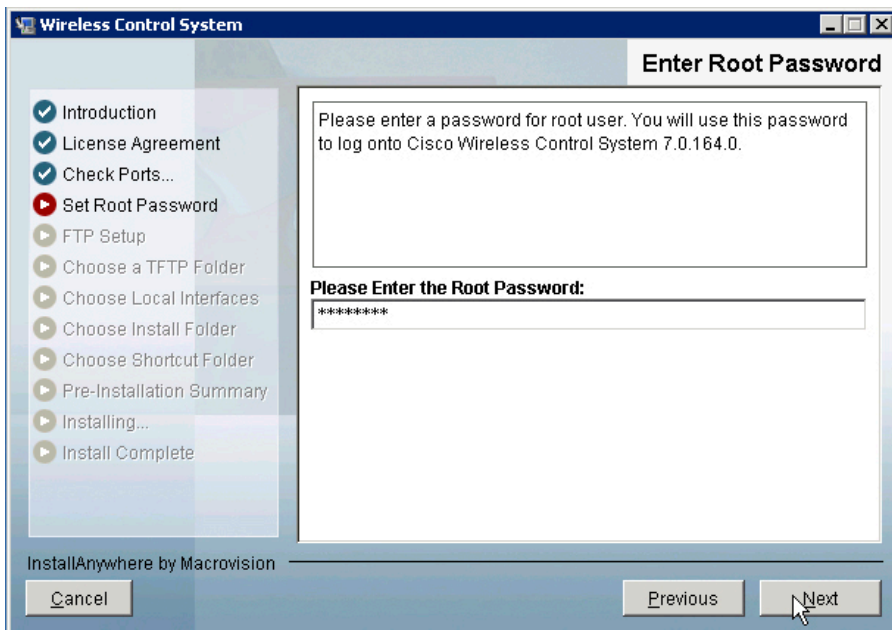 Wireless Control System
Enter Root Password
Introduction
License Agreement
Check Ports...
Set Root Password
FTP Setup
Choose a TFTP Folder
Choose Local Interfaces
Choose Install Folder
Choose Shortcut Folder
Pre-Installation Summary
Installing...
Install Complete
Please enter a password for root user. You will use this password
to log onto Cisco Wireless Control System 7.0.164.0.
Please Enter the Root Password:
********
InstallAnywhere by Macrovision
Cancel
Previous
Next